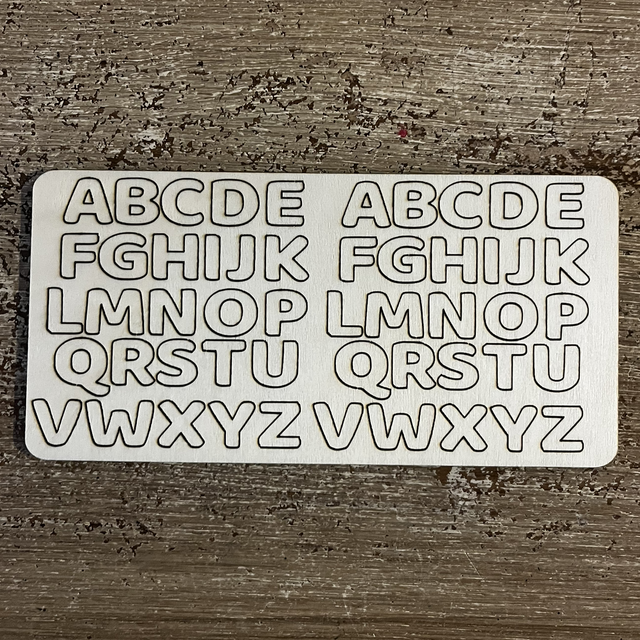 ABCDE ABCDE
FGHIJK FGHIJK
LMNOP LMNOP
QRSTU QRSTU
VWXYZ VWXYZ